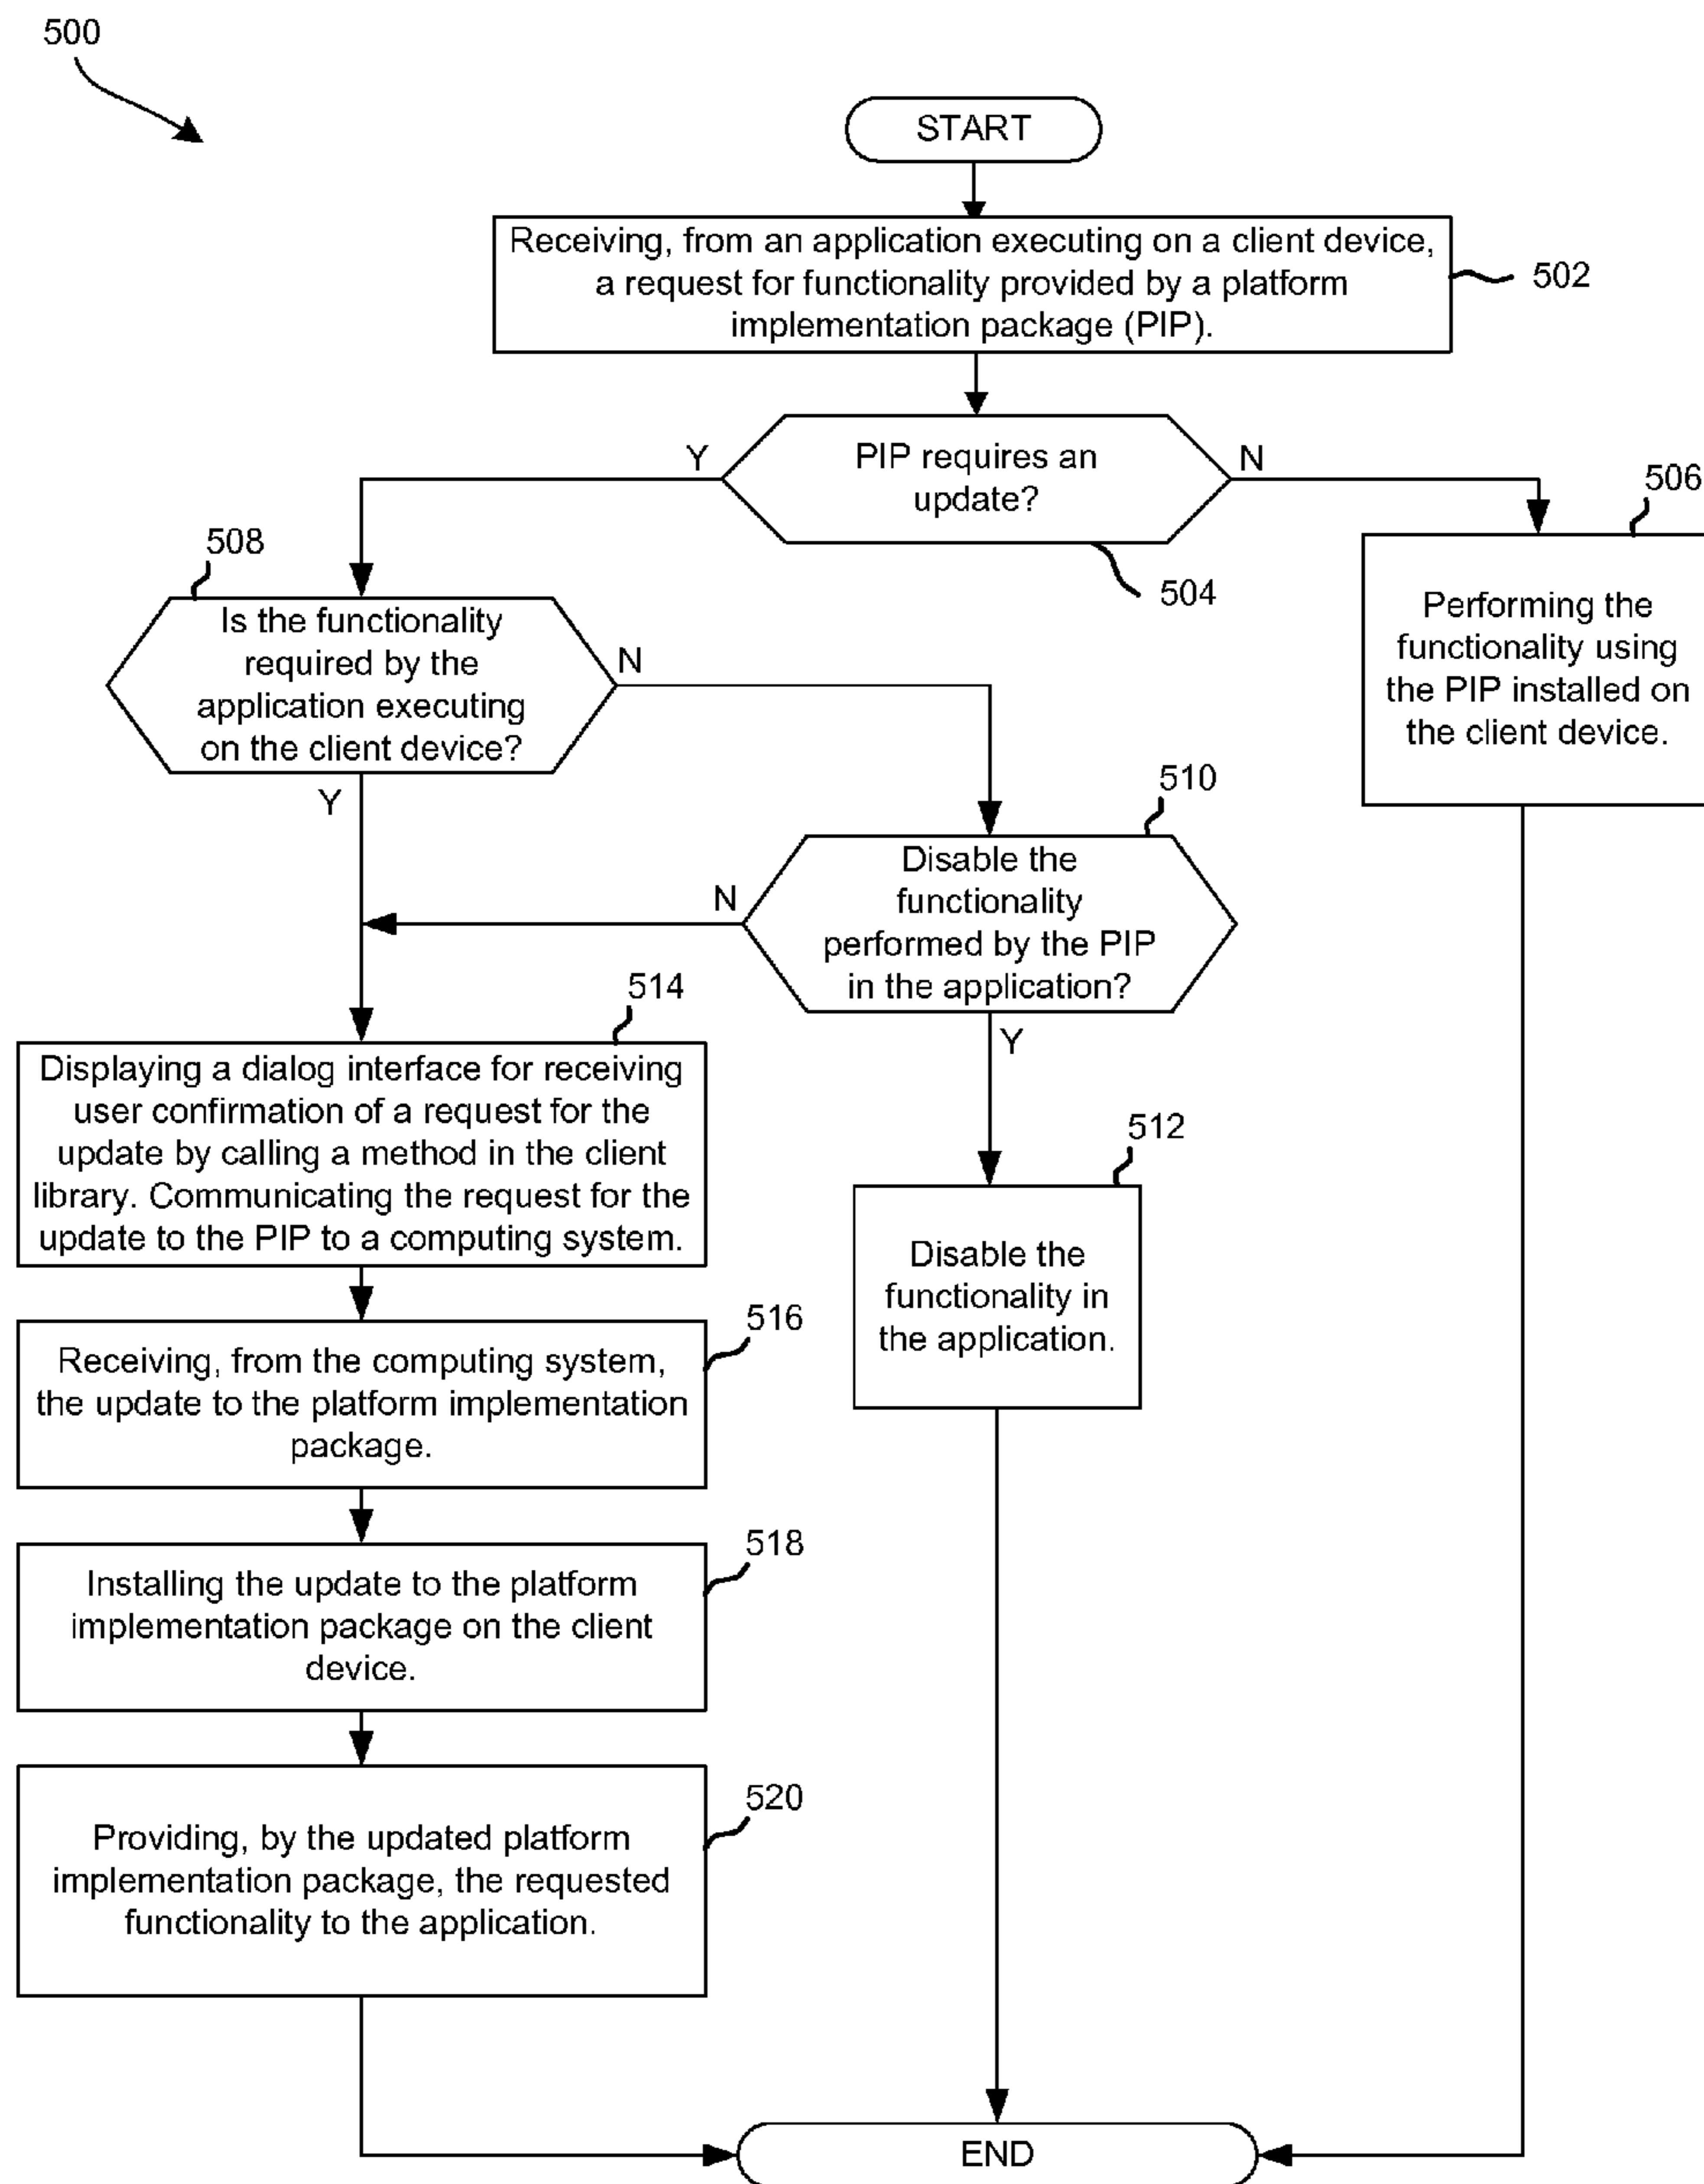 500
START
Receiving, from an application executing on a client device,
a request for functionality provided by a platform
implementation package (PIP).
502
PIP requires an
update?
Y
N
504
506
Performing the
functionality using
the PIP installed on
the client device.
508
Is the functionality
required by the
application executing
on the client device?
N
Y
510
Disable the
functionality
performed by the PIP
in the application?
N
Y
512
Disable the
functionality in
the application.
514
Displaying a dialog interface for receiving
user confirmation of a request for the
update by calling a method in the client
library. Communicating the request for the
update to the PIP to a computing system.
516
Receiving, from the computing system,
the update to the platform implementation
package.
518
Installing the update to the platform
implementation package on the client
device.
520
Providing, by the updated platform
implementation package, the requested
functionality to the application.
END